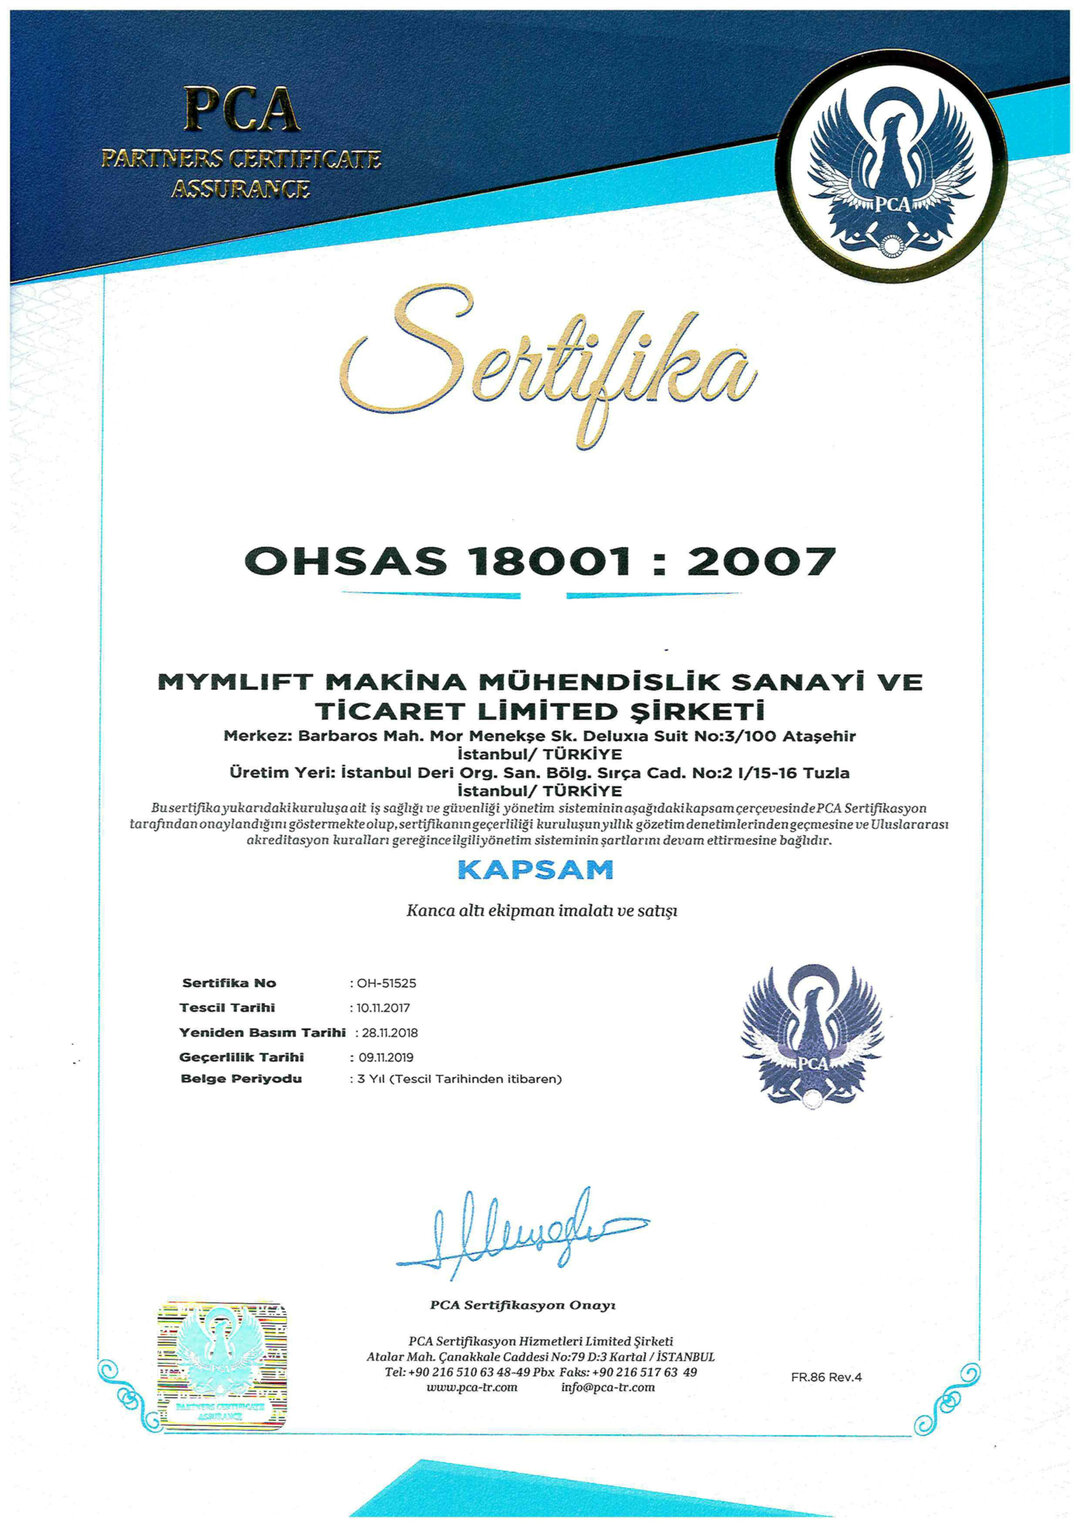 PCA
PARTNERS CERTIFICATE
ASSURANCE
PCA
Sertifika
OHSAS 18001 : 2007
MYMLIFT MAKİNA MÜHENDİSLİK SANAYİ VE
TİCARET LİMİTED ŞİRKETİ
Merkez: Barbaros Mah. Mor Menekşe Sk. Deluxia Suit No:3/100 Ataşehir
İstanbul/ TÜRKİYE
Üretim Yeri: İstanbul Deri Org. San. Bölg. Sırça Cad. No:2 I/15-16 Tuzla
İstanbul/ TÜRKİYE
Bu sertifika yukarıdaki kuruluşa ait iş sağlığı ve güvenliği yönetim sisteminin aşağıdaki kapsam çerçevesinde PCA Sertifikasyon
tarafından onaylandığını göstermekte olup, sertifikanın geçerliliği kuruluşun yıllık gözetim denetimlerinden geçmesine ve Uluslararası
akreditasyon kuralları gereğince ilgili yönetim sisteminin şartlarını devam ettirmesine bağlıdır.
KAPSAM
Kanca altı ekipman imalatı ve satışı
Sertifika No : OH-51525
Tescil Tarihi : 10.11.2017
Yeniden Basım Tarihi : 28.11.2018
Geçerlilik Tarihi : 09.11.2019
Belge Periyodu : 3 Yıl (Tescil Tarihinden itibaren)
PCA
PCA Sertifikasyon Onayı
PCA Sertifikasyon Hizmetleri Limited Şirketi
Atalar Mah. Çanakkale Caddesi No:79 D:3 Kartal / İSTANBUL
Tel: +90 216 510 63 48-49 Pbx Faks: +90 216 517 63 49
www.pca-tr.com info@pca-tr.com
FR.86 Rev.4
PARTNERS CERTIFICATE
ASSURANCE